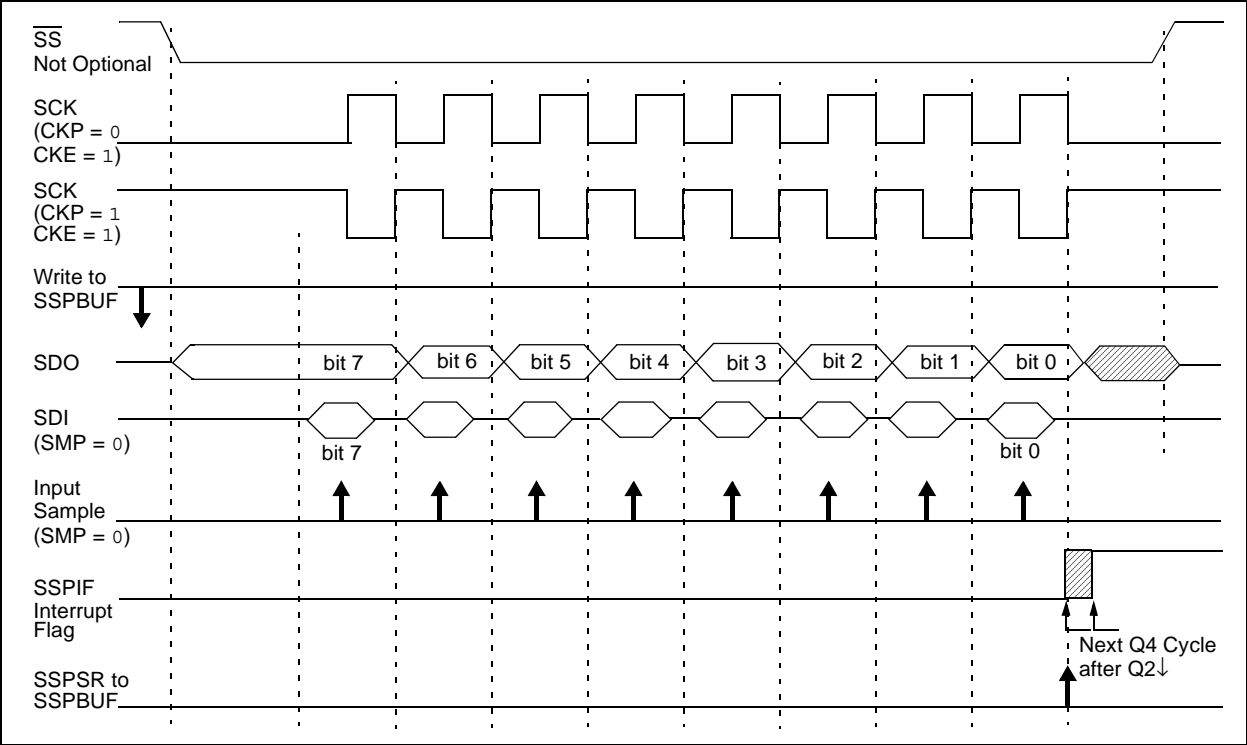 SS
Not Optional
SCK
(CKP = 0
CKE = 1)
SCK
(CKP = 1
CKE = 1)
Write to
SSPBUF
SDO
bit 7 bit 6 bit 5 bit 4 bit 3 bit 2 bit 1 bit 0
SDI
(SMP = 0)
bit 7 bit 0
Input
Sample
(SMP = 0)
SSPIF
Interrupt
Flag
Next Q4 Cycle
after Q2↓
SSPSR to
SSPBUF